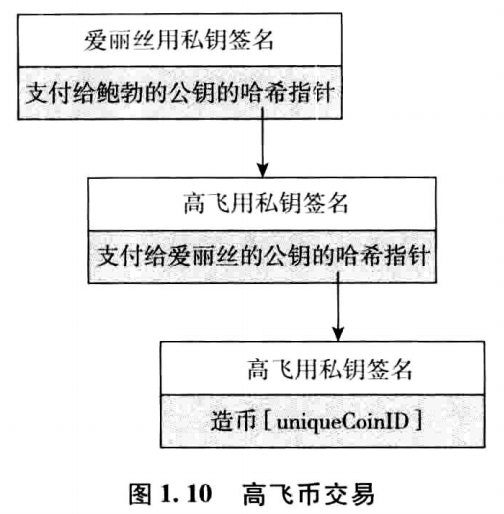 爱丽丝用私钥签名
支付给鲍勃的公钥的哈希指针
高飞用私钥签名
支付给爱丽丝的公钥的哈希指针
高飞用私钥签名
造币[uniqueCoinID]
图1.10 高飞币交易